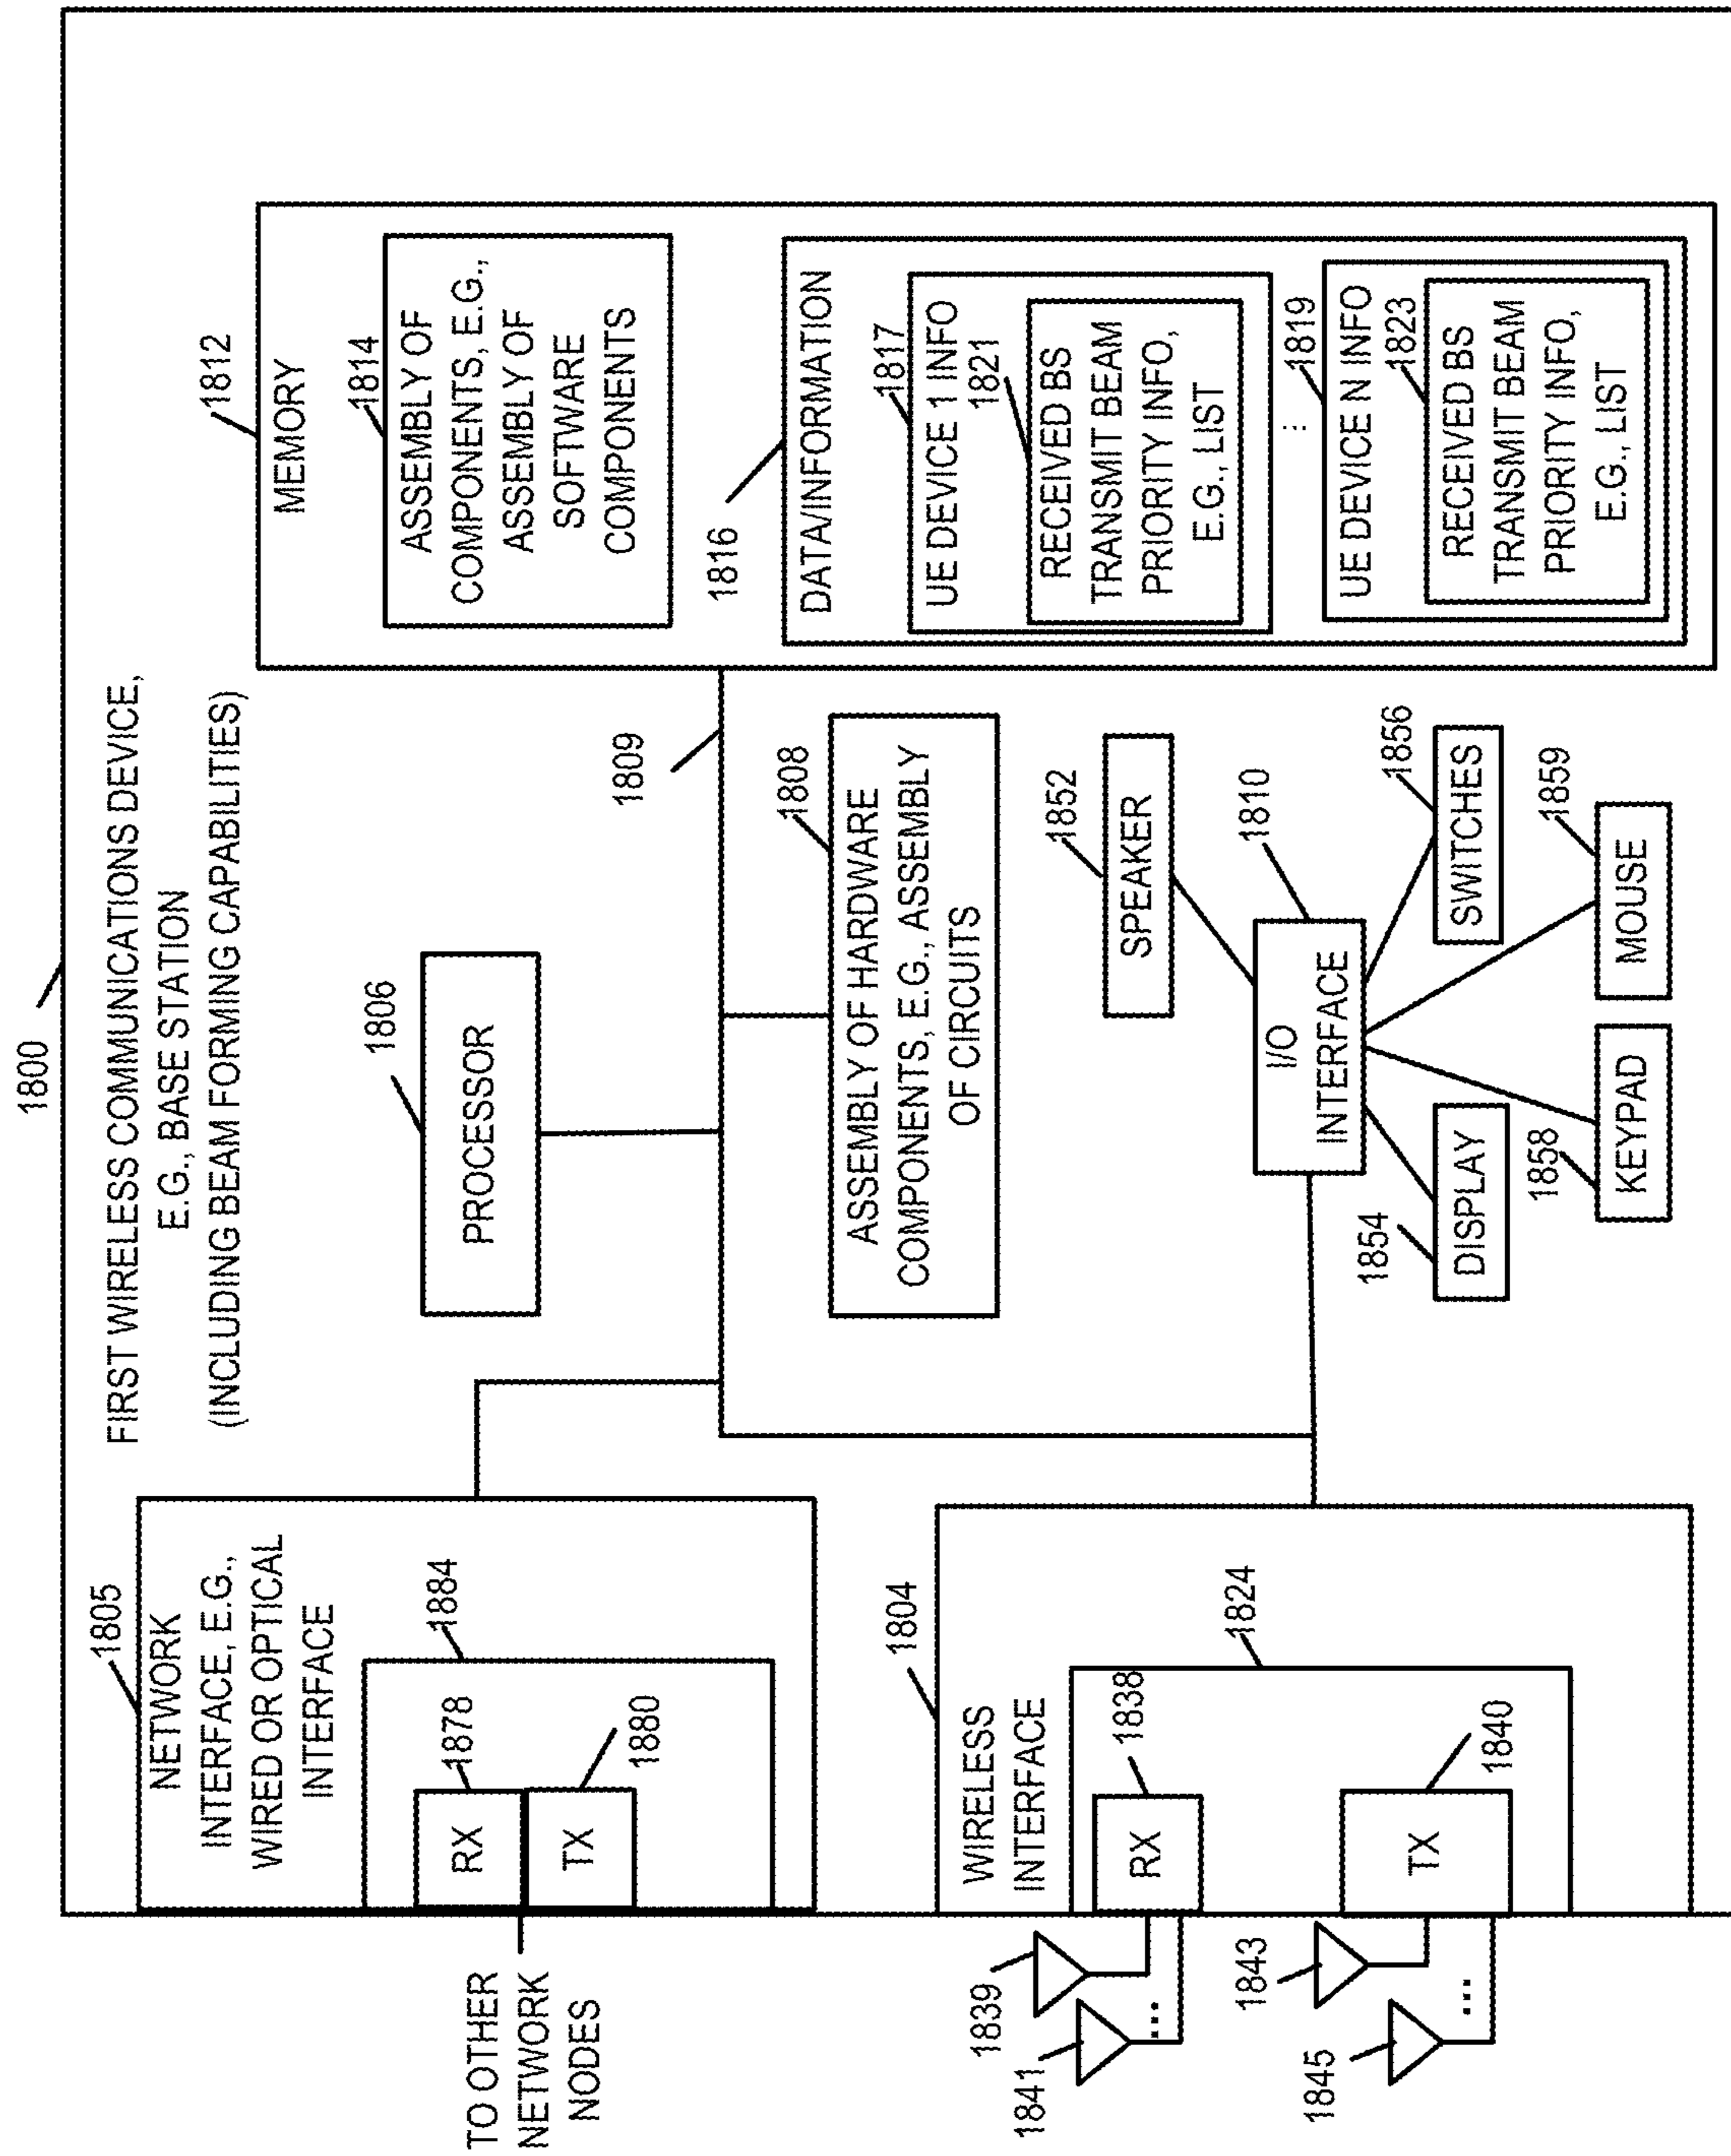 1800
FIRST WIRELESS COMMUNICATIONS DEVICE,
E.G., BASE STATION
(INCLUDING BEAM FORMING CAPABILITIES)
1805
NETWORK
INTERFACE, E.G.,
WIRED OR OPTICAL
INTERFACE
1884
1878
RX
1880
TX
TO OTHER
NETWORK
NODES
1804
WIRELESS
INTERFACE
1824
1838
RX
1840
TX
1839
1841
...
1843
1845
...
1806
PROCESSOR
1809
1808
ASSEMBLY OF HARDWARE
COMPONENTS, E.G., ASSEMBLY
OF CIRCUITS
1852
SPEAKER
1810
I/O
INTERFACE
1856
SWITCHES
1859
MOUSE
1854
DISPLAY
1858
KEYPAD
1812
MEMORY
1814
ASSEMBLY OF
COMPONENTS, E.G.,
ASSEMBLY OF
SOFTWARE
COMPONENTS
1816
DATA/INFORMATION
1817
UE DEVICE 1 INFO
1821
RECEIVED BS
TRANSMIT BEAM
PRIORITY INFO,
E.G., LIST
...
1819
UE DEVICE N INFO
1823
RECEIVED BS
TRANSMIT BEAM
PRIORITY INFO,
E.G., LIST